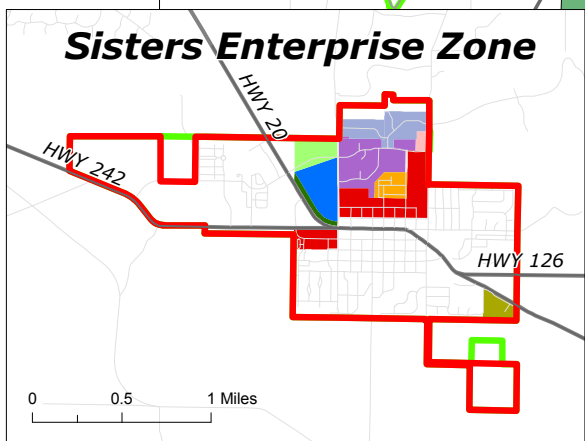 Sisters Enterprise Zone
HWY 20
HWY 242
HWY 126
0 0.5 1 Miles